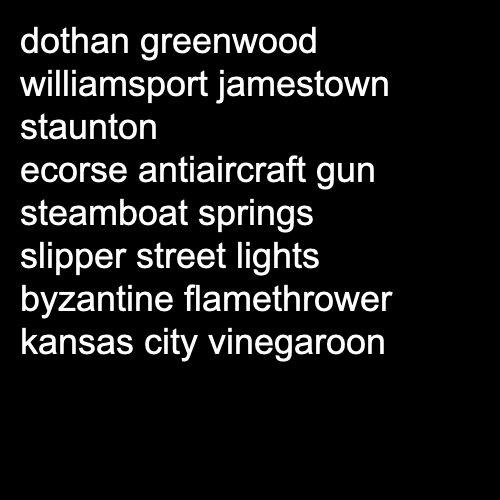 dothan greenwood
williamsport jamestown
staunton
ecorse antiaircraft gun
steamboat springs
slipper street lights
byzantine flamethrower
kansas city vinegaroon